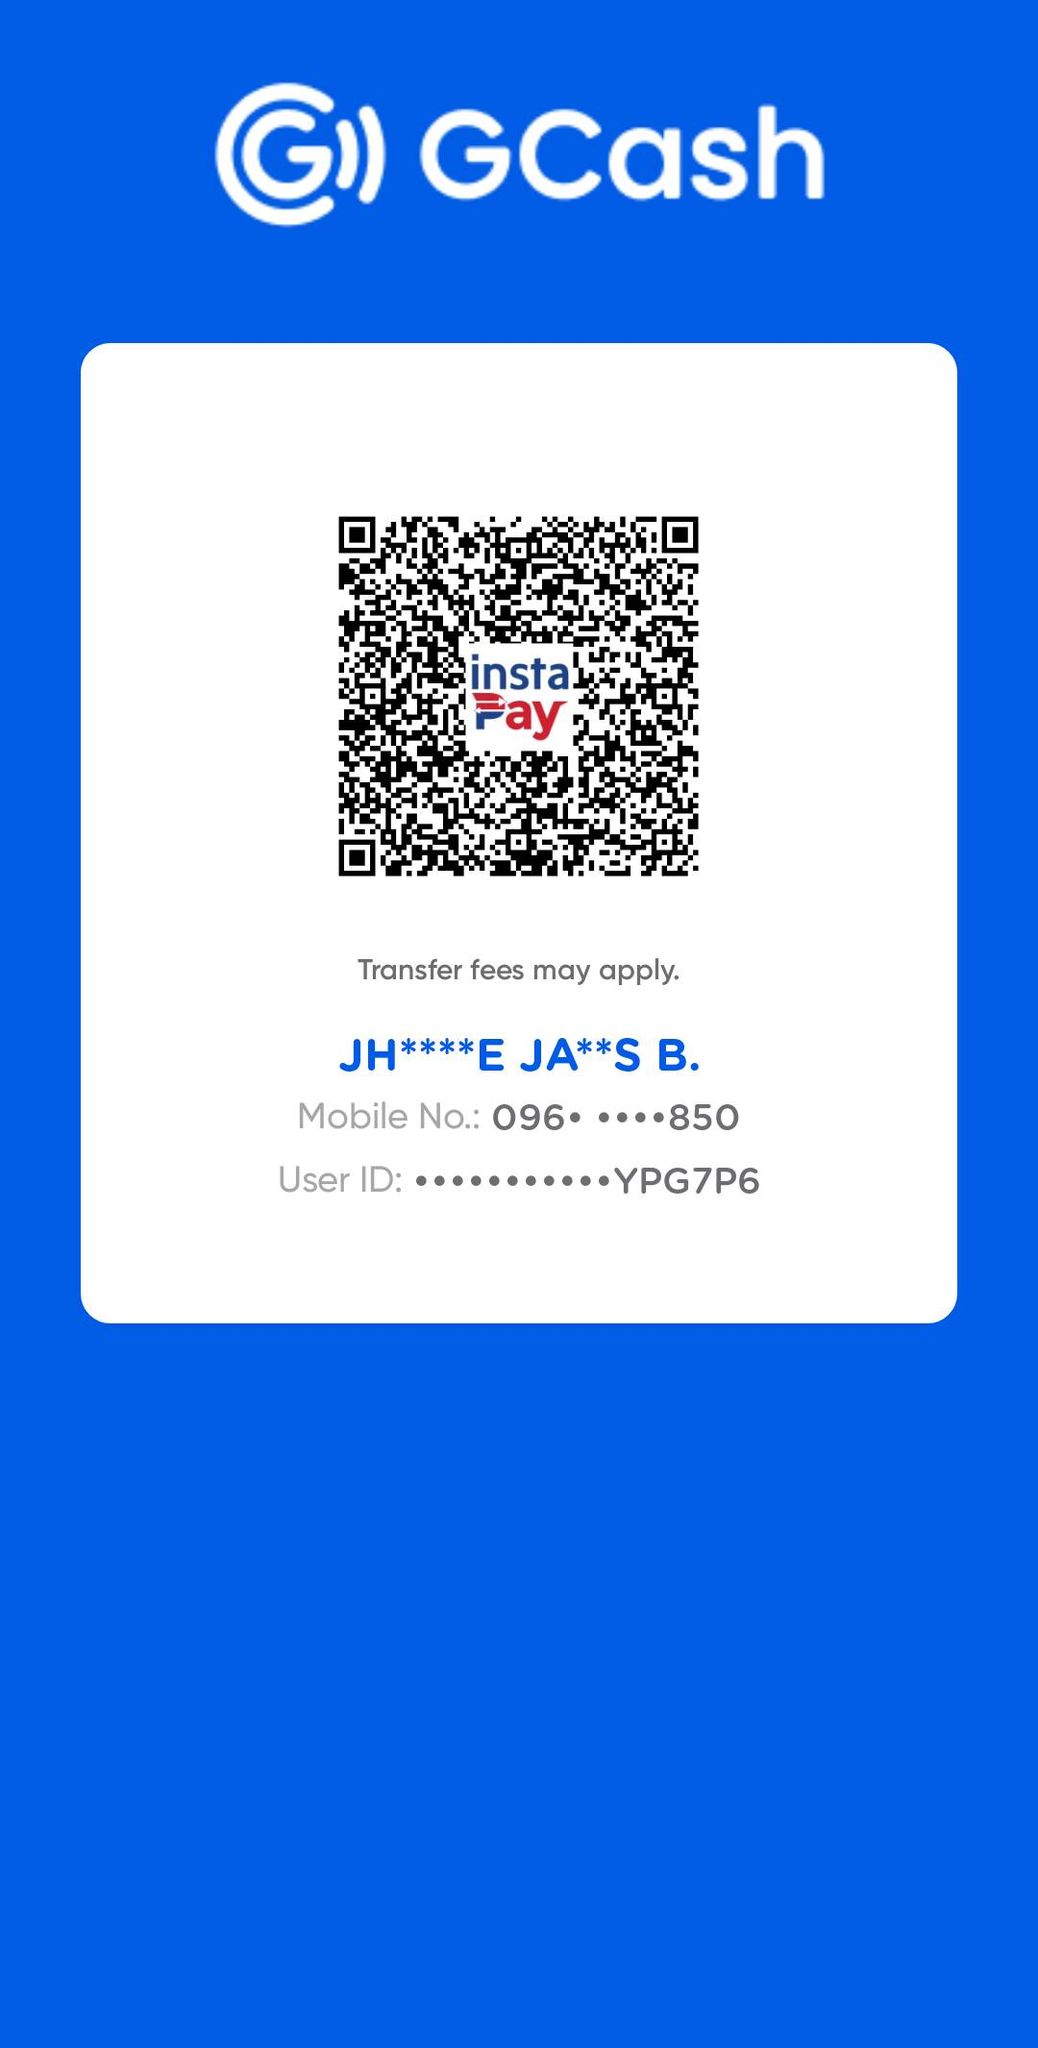 GCash
insta
Pay
Transfer fees may apply.
JH****E JA**S B.
Mobile No.: 096• ••••850
User ID: •••••••••••YPG7P6